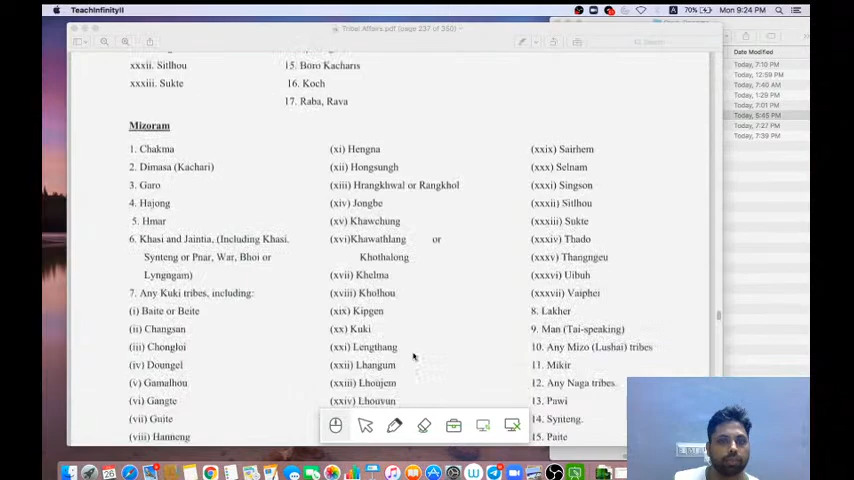 TeachInfinityII
70%
Mon 9:24 PM
Tribal Affairs.pdf (page 237 of 350)
Date Modified
Today, 7:10 PM
Today, 12:59 PM
Today, 7:40 AM
Today, 1:29 PM
Today, 7:01 PM
Today, 5:45 PM
Today, 7:27 PM
Today, 7:39 PM
xxxii. Sitlhou
xxxiii. Sukte
15. Boro Kacharis
16. Koch
17. Raba, Rava
Mizoram
1. Chakma
2. Dimasa (Kachari)
3. Garo
4. Hajong
5. Hmar
6. Khasi and Jaintia, (Including Khasi,
Synteng or Pnar, War, Bhoi or
Lyngngam)
7. Any Kuki tribes, including:
(i) Baite or Beite
(ii) Changsan
(iii) Chongloi
(iv) Doungel
(v) Gamalhou
(vi) Gangte
(vii) Guite
(viii) Hanneng
(xi) Hengna
(xii) Hongsungh
(xiii) Hrangkhwal or Rangkhol
(xiv) Jongbe
(xv) Khawchung
(xvi)Khawathlang or
Khothalong
(xvii) Khelma
(xviii) Kholhou
(xix) Kipgen
(xx) Kuki
(xxi) Lengthang
(xxii) Lhangum
(xxiii) Lhoujem
(xxiv) Lhouvun
(xxix) Sairhem
(xxx) Selnam
(xxxi) Singson
(xxxii) Sitlhou
(xxxiii) Sukte
(xxxiv) Thado
(xxxv) Thangngeu
(xxxvi) Uibuh
(xxxvii) Vaiphei
8. Lakher
9. Man (Tai-speaking)
10. Any Mizo (Lushai) tribes
11. Mikir
12. Any Naga tribes.
13. Pawi
14. Synteng.
15. Paite